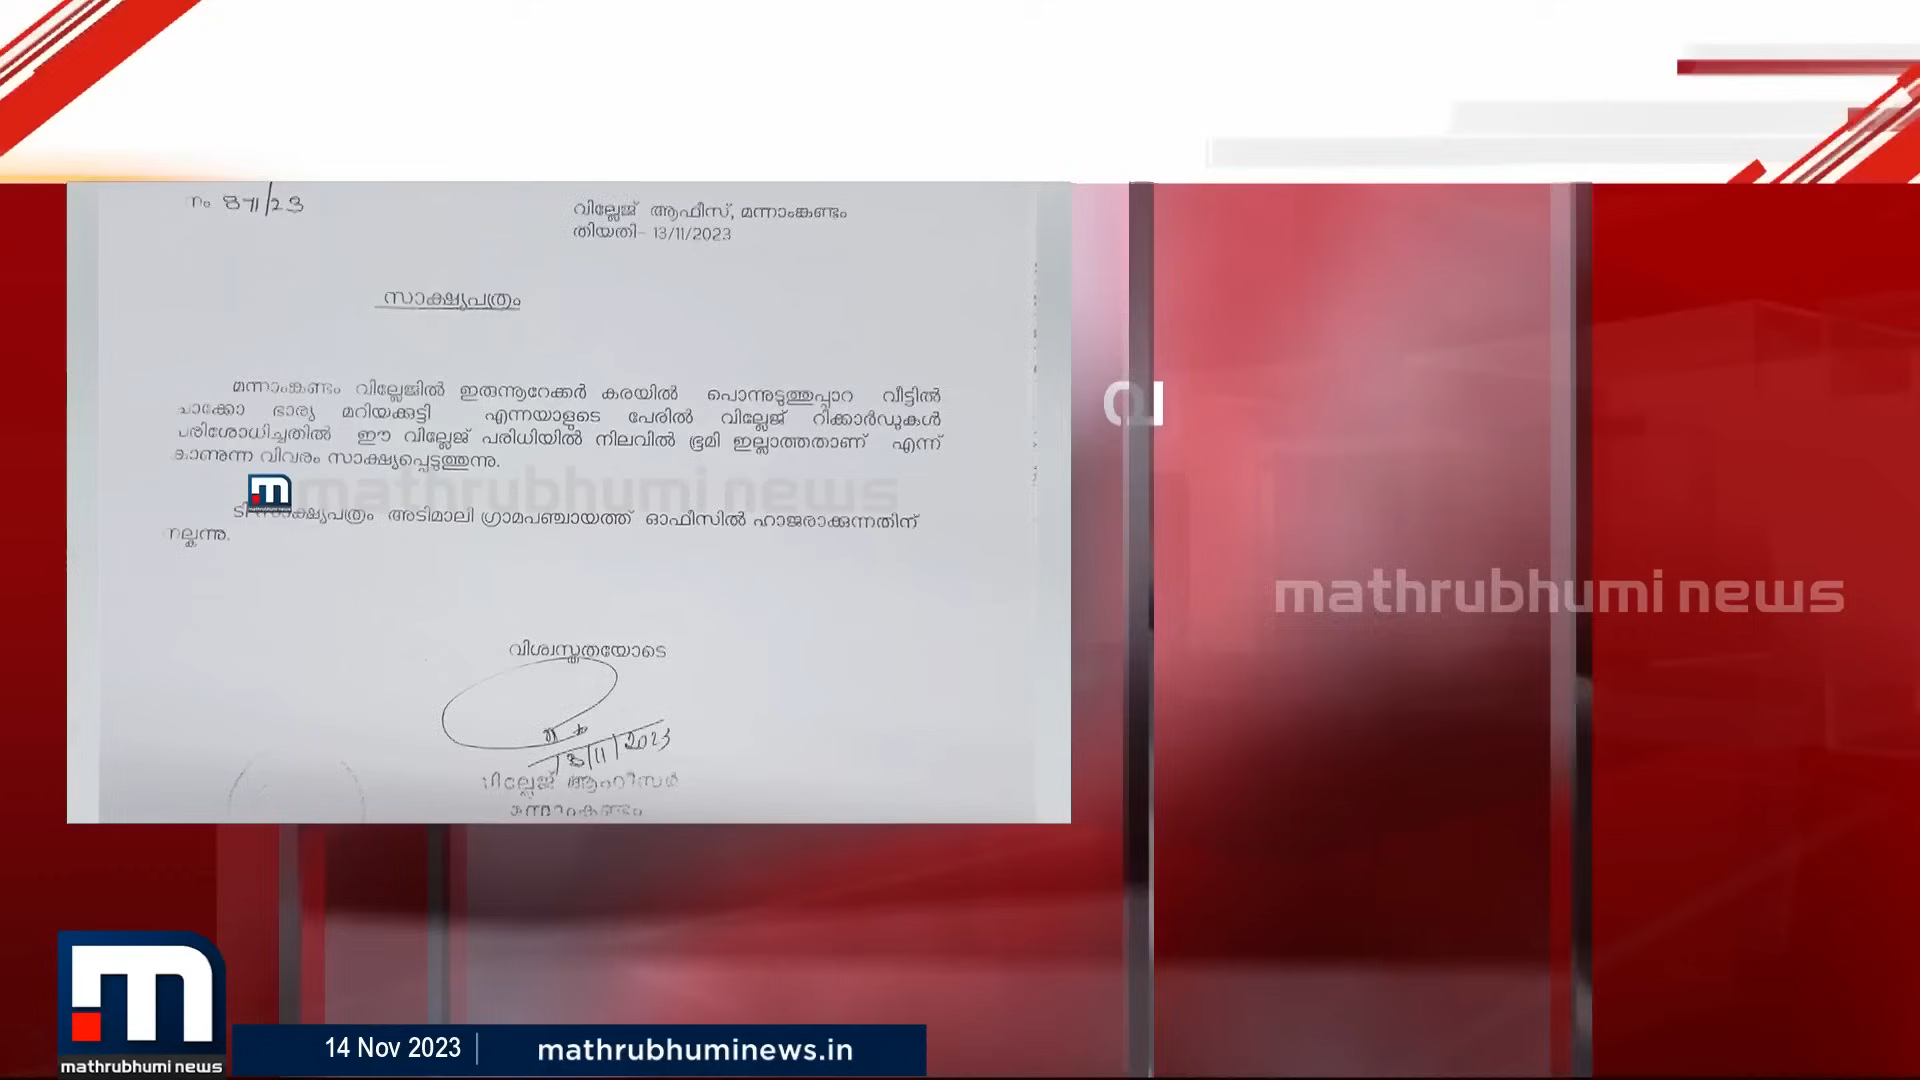 നം 871/23
വില്ലേജ് ആഫീസ്, മന്നാംങ്കണ്ടം
തിയതി- 13/11/2023
സാക്ഷ്യപത്രം
മന്നാംങ്കണ്ടം വില്ലേജിൽ ഇരുന്നൂറേക്കർ കരയിൽ പൊന്നുടുത്തുപ്പാറ വീട്ടിൽ
ചാക്കോ ഭാര്യ മറിയക്കുട്ടി എന്നയാളുടെ പേരിൽ വില്ലേജ് റിക്കാർഡുകൾ
പരിശോധിച്ചതിൽ ഈ വില്ലേജ് പരിധിയിൽ നിലവിൽ ഭൂമി ഇല്ലാത്തതാണ് എന്ന്
കാണുന്ന വിവരം സാക്ഷ്യപ്പെടുത്തുന്നു.
mathrubhumi news
ടി സാക്ഷ്യപത്രം അടിമാലി ഗ്രാമപഞ്ചായത്ത് ഓഫീസിൽ ഹാജരാക്കുന്നതിന്
നല്കുന്നു.
വിശ്വസ്തതയോടെ
13/11/2023
വില്ലേജ് ആഫീസർ
മന്നാംകണ്ടം
വ
mathrubhumi news
14 Nov 2023
mathrubhuminews.in
mathrubhumi news